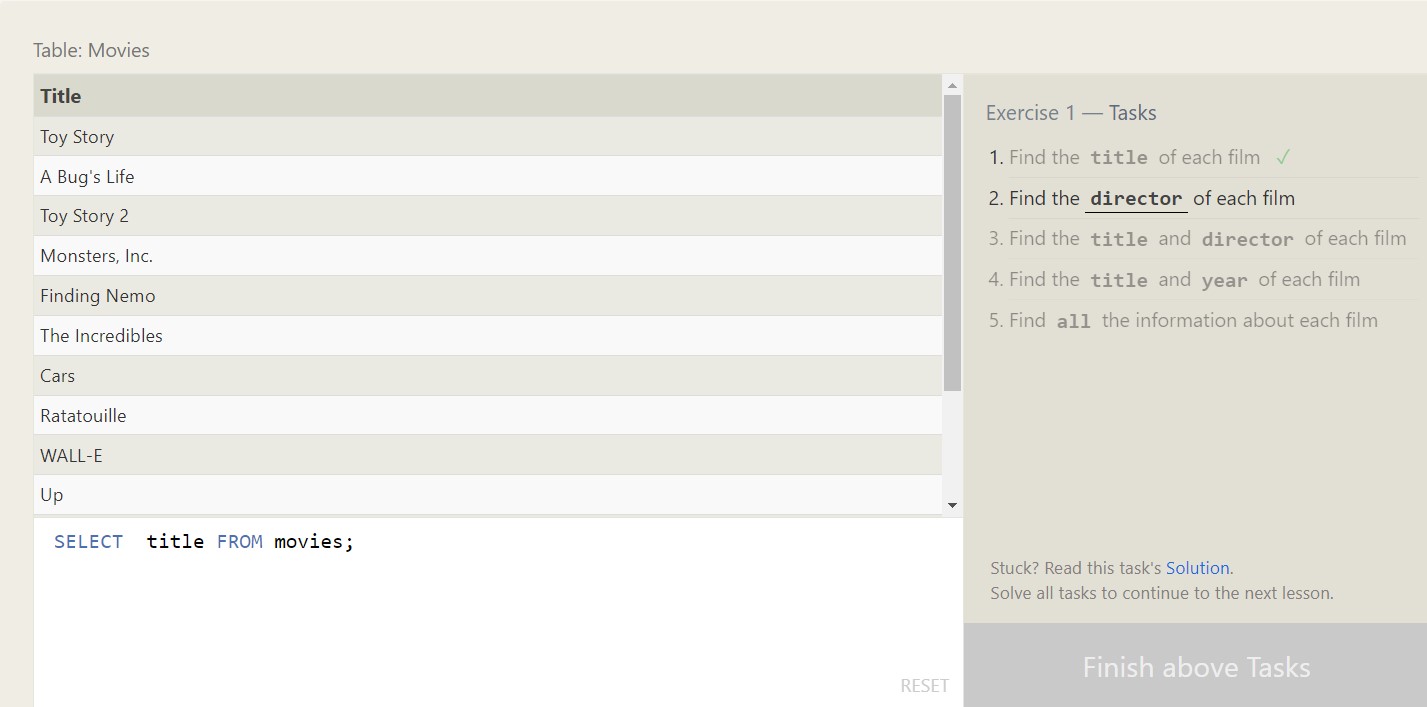 Table: Movies
Title
Toy Story
A Bug's Life
Toy Story 2
Monsters, Inc.
Finding Nemo
The Incredibles
Cars
Ratatouille
WALL-E
Up
SELECT  title FROM movies;
RESET
Exercise 1 — Tasks
1. Find the title of each film ✓
2. Find the director of each film
3. Find the title and director of each film
4. Find the title and year of each film
5. Find all the information about each film
Stuck? Read this task's Solution.
Solve all tasks to continue to the next lesson.
Finish above Tasks